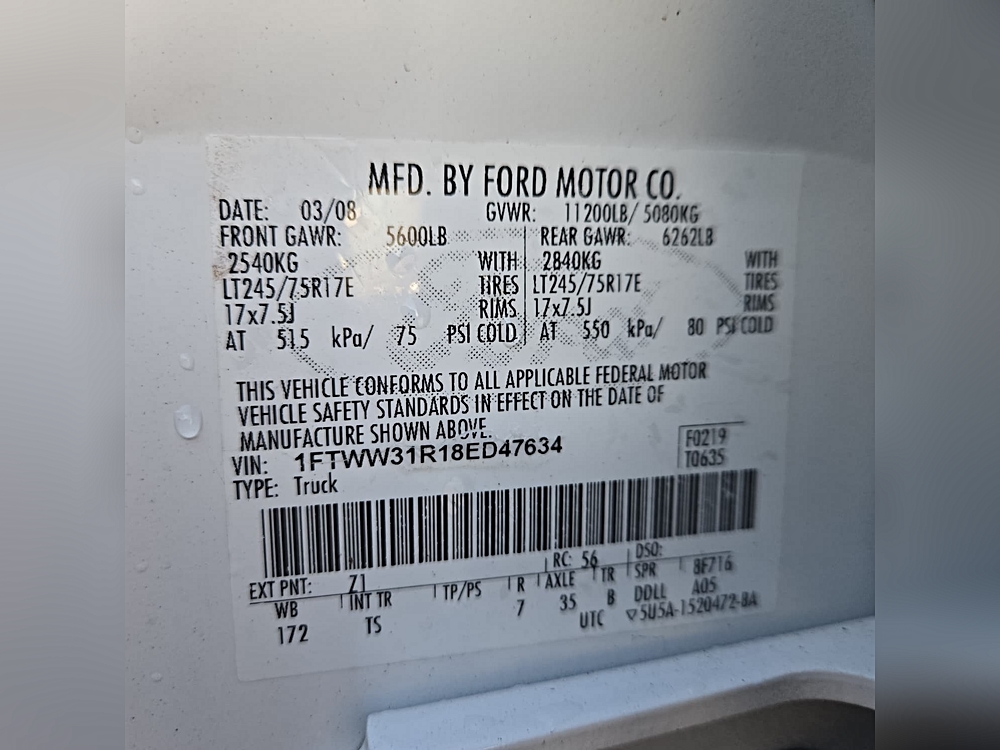 MFD. BY FORD MOTOR CO.
DATE: 03/08 GVWR: 11200LB/ 5080KG
FRONT GAWR: 5600LB REAR GAWR: 6262LB
2540KG WITH 2840KG WITH
LT245/75R17E TIRES LT245/75R17E TIRES
17x7.5J RIMS 17x7.5J RIMS
AT 515 kPa/ 75 PSI COLD AT 550 kPa/ 80 PSI COLD
THIS VEHICLE CONFORMS TO ALL APPLICABLE FEDERAL MOTOR
VEHICLE SAFETY STANDARDS IN EFFECT ON THE DATE OF
MANUFACTURE SHOWN ABOVE.
VIN: 1FTWW31R18ED47634 F0219
TYPE: Truck T0635
EXT PNT: Z1 RC: 56 DSO:
WB INT TR TP/PS R AXLE TR SPR 8F716
172 TS 7 35 B DDLL A05
UTC ▽5U5A-1520472-BA